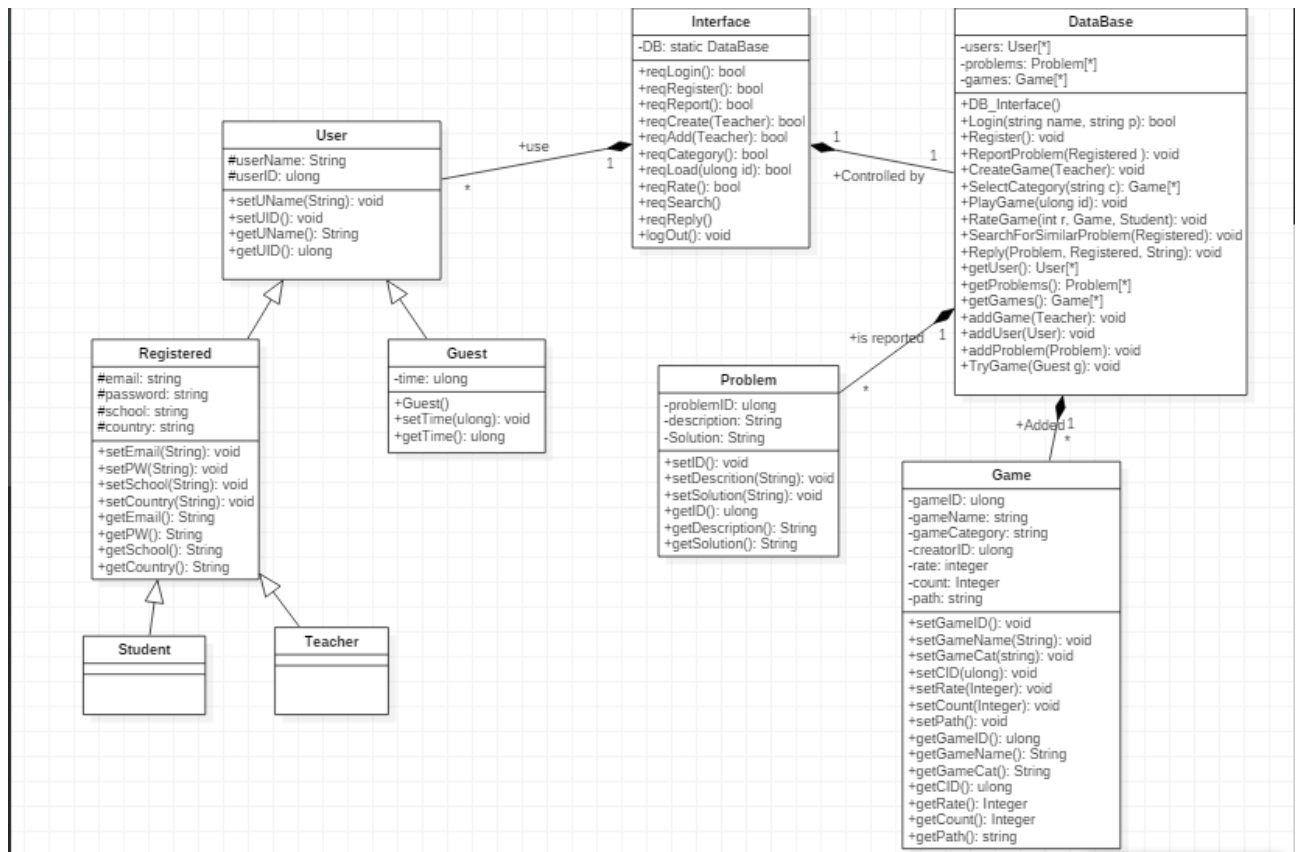 Interface
-DB: static DataBase
+reqLogin(): bool
+reqRegister(): bool
+reqReport(): bool
+reqCreate(Teacher): bool
+reqAdd(Teacher): bool
+reqCategory(): bool
+reqLoad(ulong id): bool
+reqRate(): bool
+reqSearch()
+reqReply()
+logOut(): void
DataBase
-users: User[*]
-problems: Problem[*]
-games: Game[*]
+DB_Interface()
+Login(string name, string p): bool
+Register(): void
+ReportProblem(Registered ): void
+CreateGame(Teacher): void
+SelectCategory(string c): Game[*]
+PlayGame(ulong id): void
+RateGame(int r, Game, Student): void
+SearchForSimilarProblem(Registered): void
+Reply(Problem, Registered, String): void
+getUser(): User[*]
+getProblems(): Problem[*]
+getGames(): Game[*]
+addGame(Teacher): void
+addUser(User): void
+addProblem(Problem): void
+TryGame(Guest g): void
User
#userName: String
#userID: ulong
+setUName(String): void
+setUID(): void
+getUName(): String
+getUID(): ulong
+use
1
*
1
1
+Controlled by
Registered
#email: string
#password: string
#school: string
#country: string
+setEmail(String): void
+setPW(String): void
+setSchool(String): void
+setCountry(String): void
+getEmail(): String
+getPW(): String
+getSchool(): String
+getCountry(): String
Guest
-time: ulong
+Guest()
+setTime(ulong): void
+getTime(): ulong
+is reported
1
*
Problem
-problemID: ulong
-description: String
-Solution: String
+setID(): void
+setDescrition(String): void
+setSolution(String): void
+getID(): ulong
+getDescription(): String
+getSolution(): String
+Added
1
*
Game
-gameID: ulong
-gameName: string
-gameCategory: string
-creatorID: ulong
-rate: integer
-count: Integer
-path: string
+setGameID(): void
+setGameName(String): void
+setGameCat(string): void
+setCID(ulong): void
+setRate(Integer): void
+setCount(Integer): void
+setPath(): void
+getGameID(): ulong
+getGameName(): String
+getGameCat(): String
+getCID(): ulong
+getRate(): Integer
+getCount(): Integer
+getPath(): string
Student
Teacher